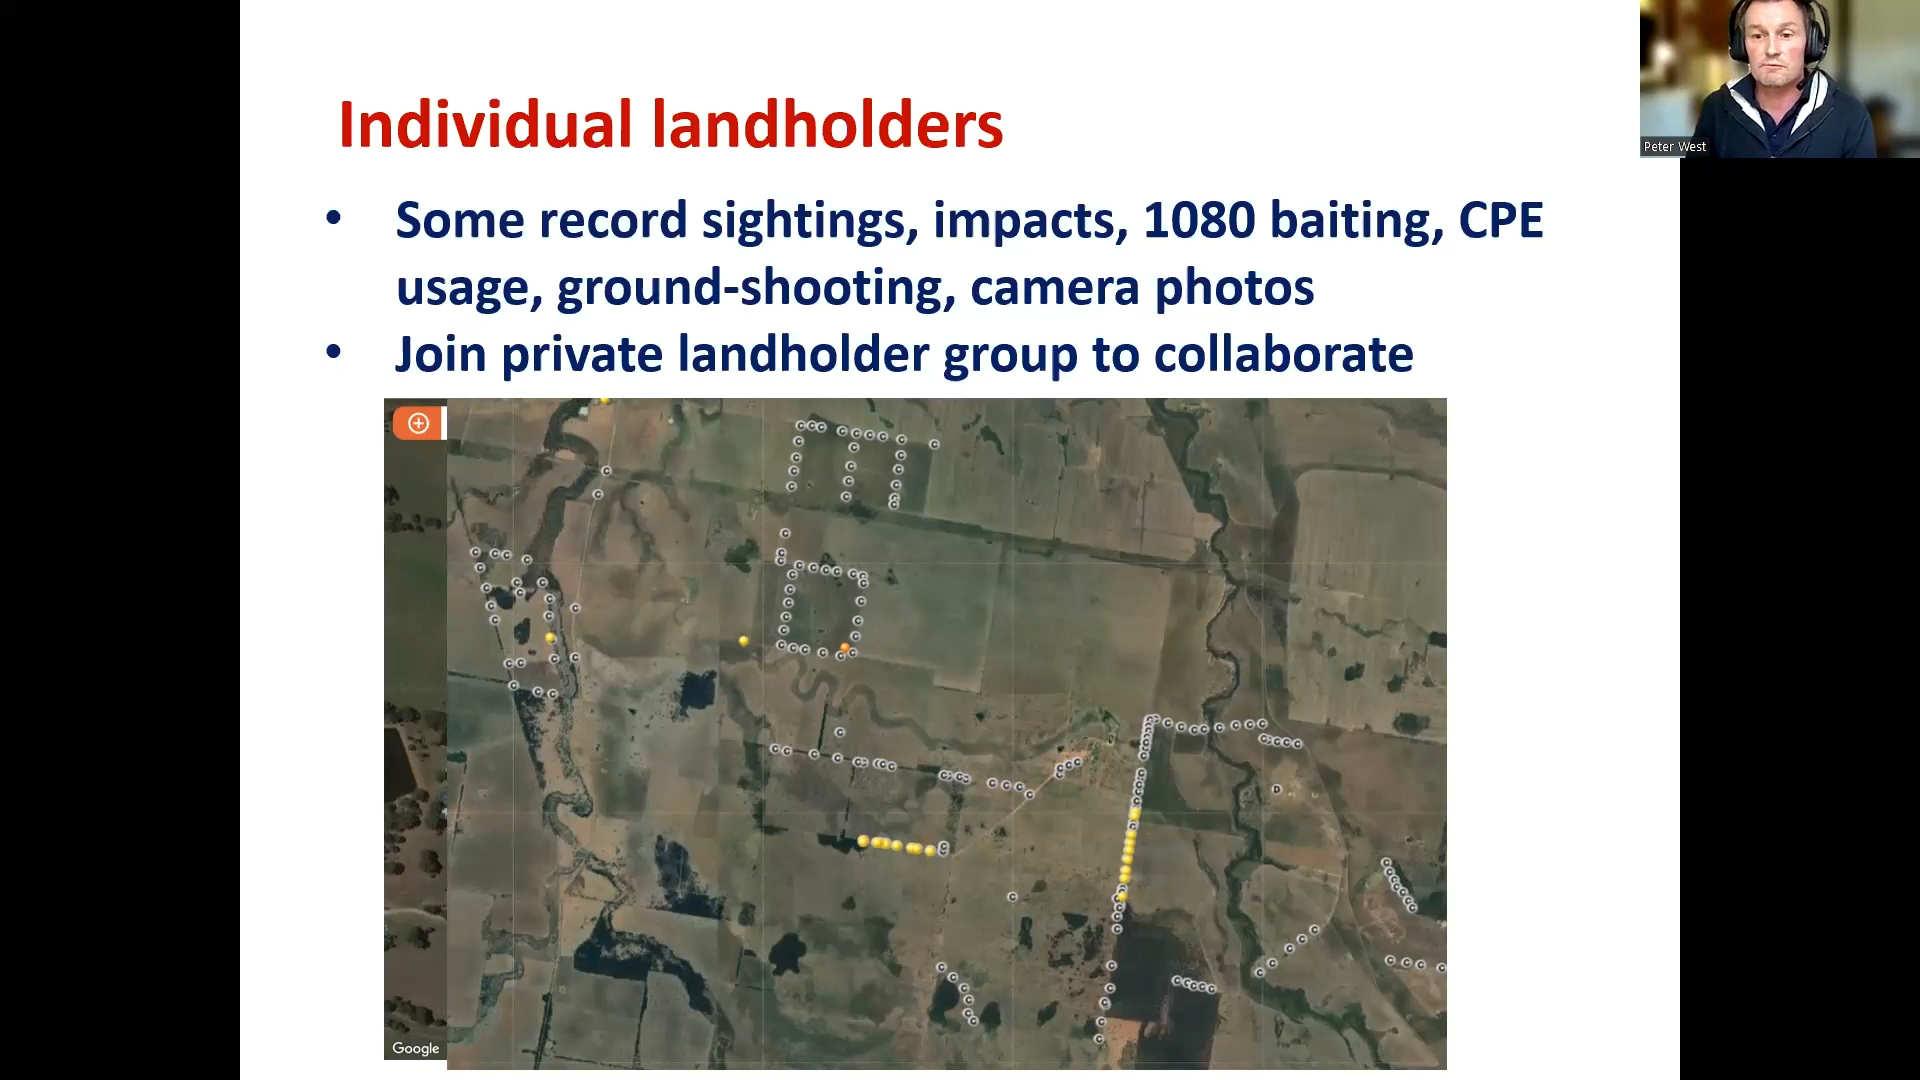 Individual landholders
• Some record sightings, impacts, 1080 baiting, CPE
usage, ground-shooting, camera photos
• Join private landholder group to collaborate
Peter West
Google